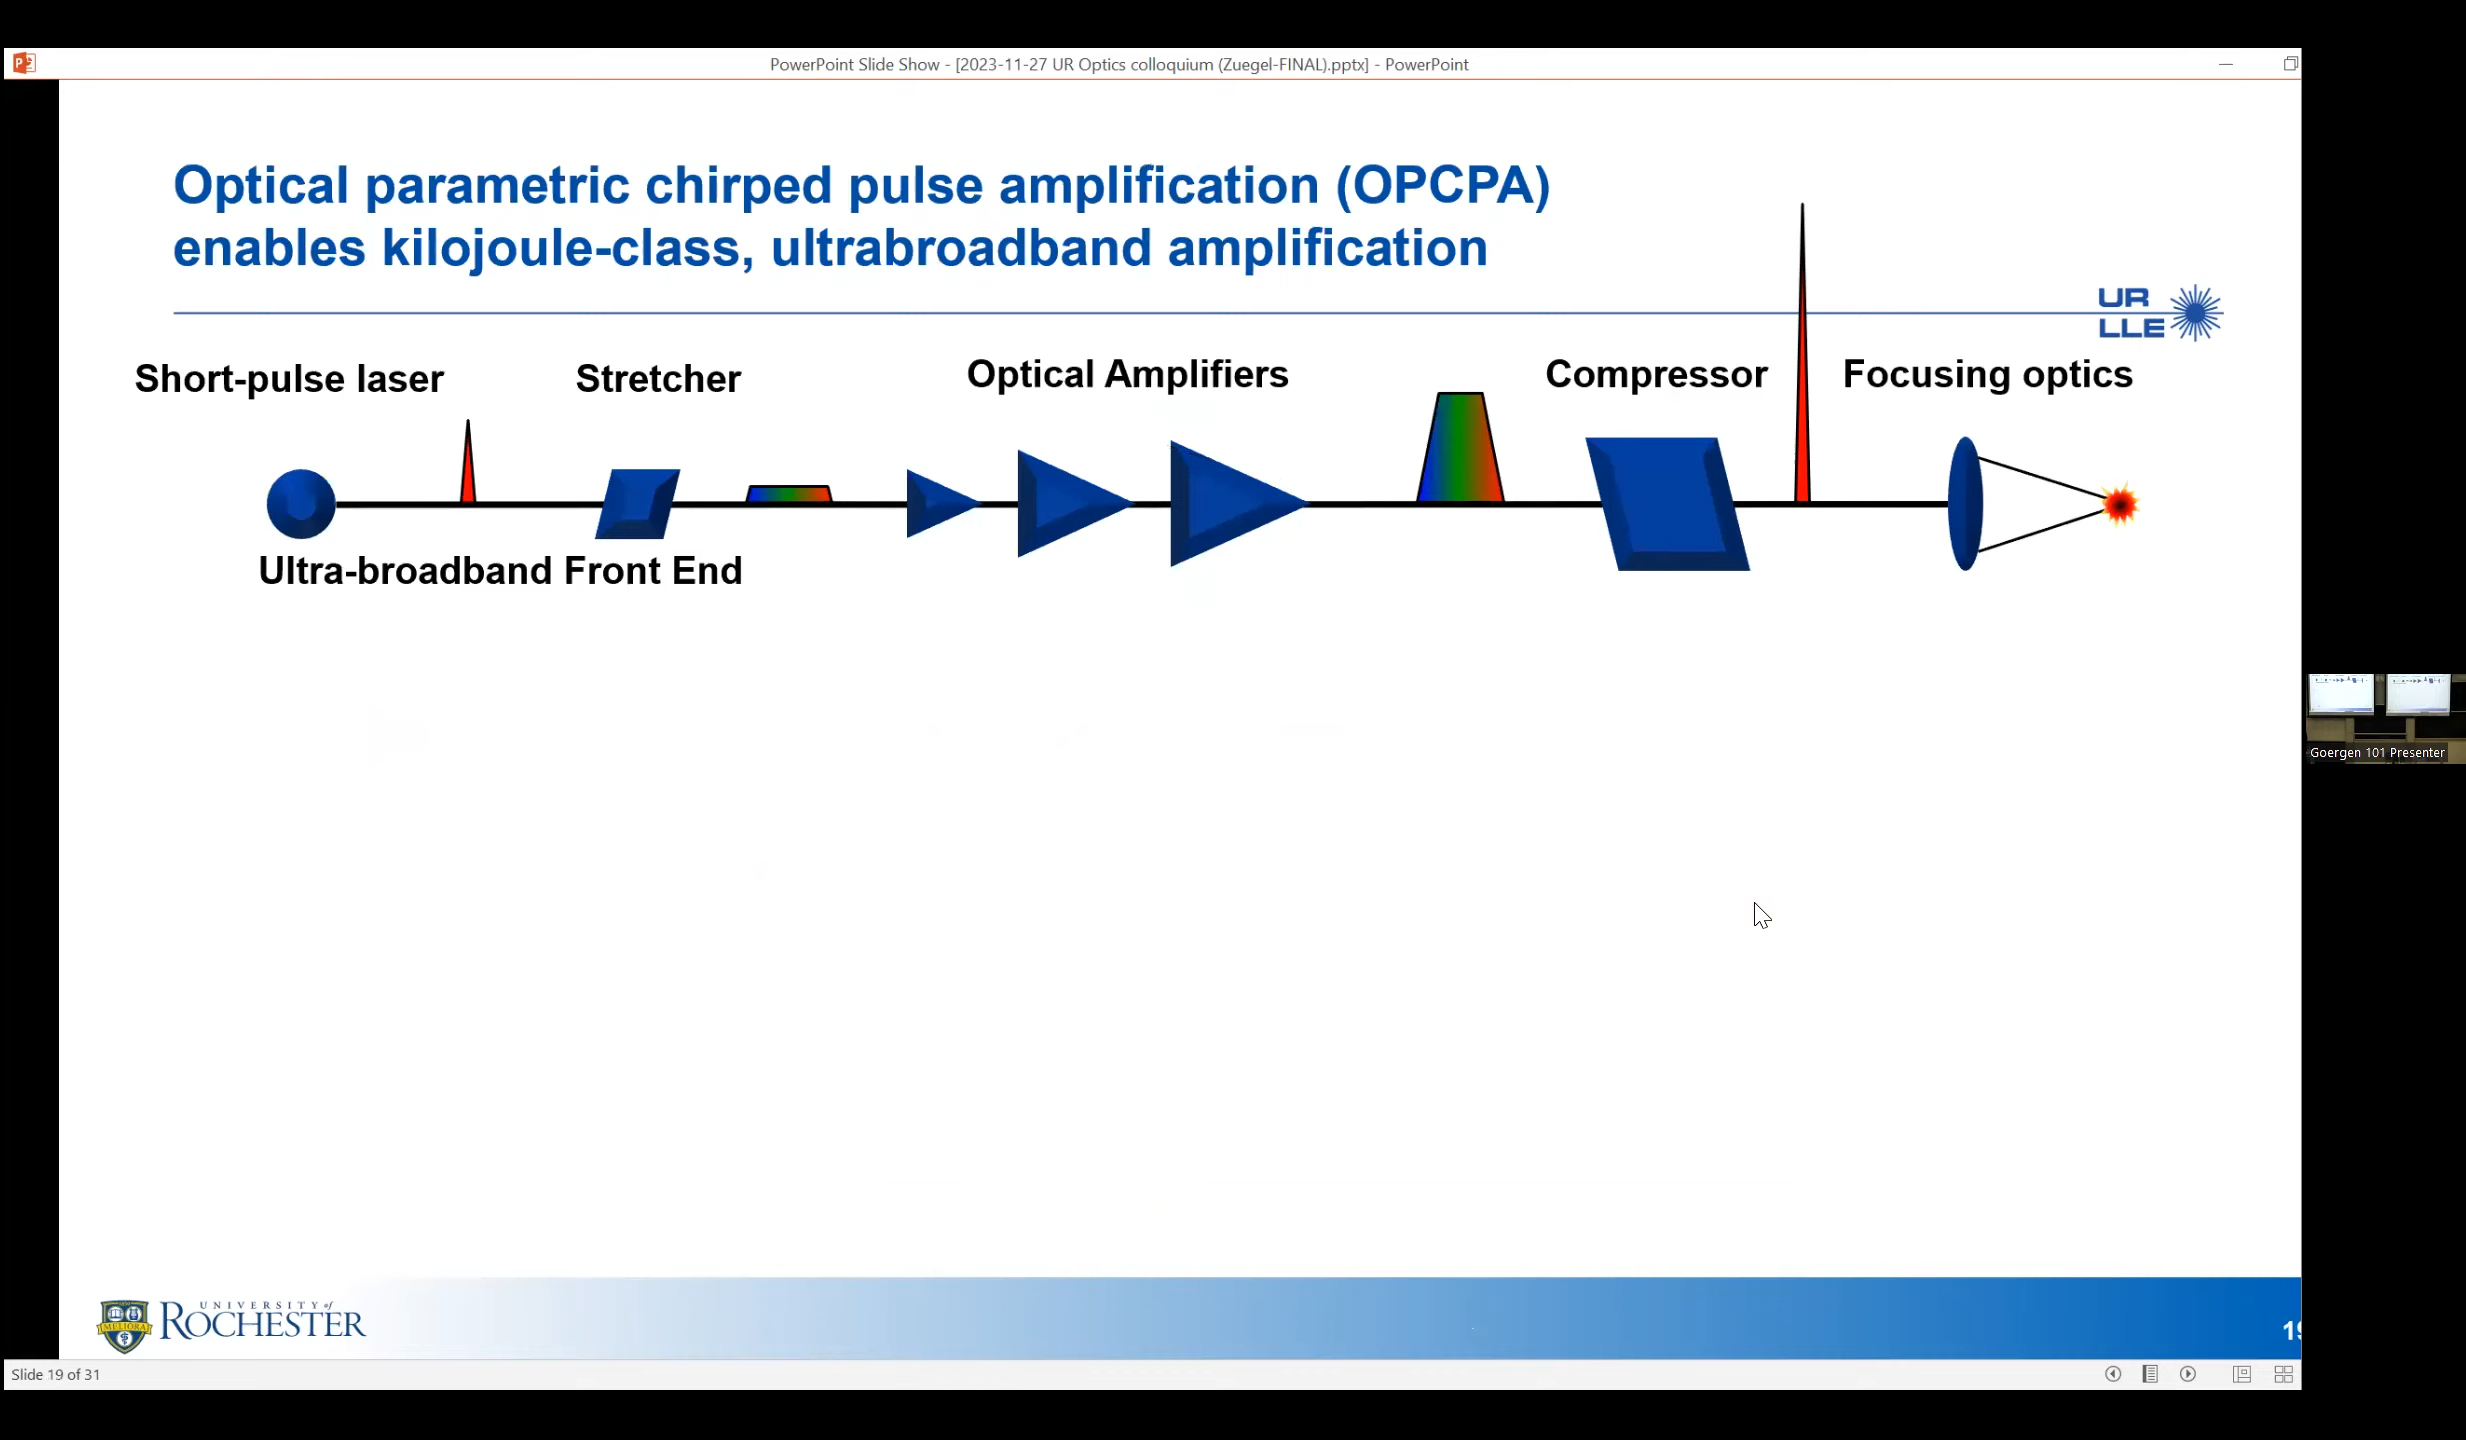 PowerPoint Slide Show - [2023-11-27 UR Optics colloquium (Zuegel-FINAL).pptx] - PowerPoint
Optical parametric chirped pulse amplification (OPCPA)
enables kilojoule-class, ultrabroadband amplification
UR
LLE
Short-pulse laser
Stretcher
Optical Amplifiers
Compressor
Focusing optics
Ultra-broadband Front End
Goergen 101 Presenter
MELIORA
UNIVERSITY of
ROCHESTER
19
Slide 19 of 31